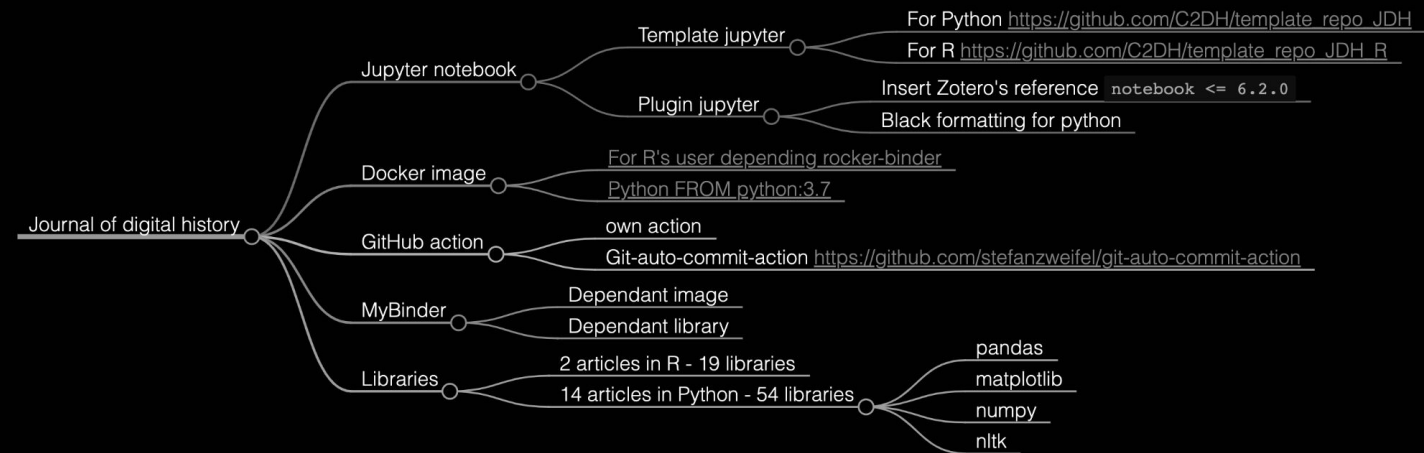 For Python https://github.com/C2DH/template_repo_JDH
Template jupyter
For R https://github.com/C2DH/template_repo_JDH_R
Jupyter notebook
Insert Zotero's reference notebook <= 6.2.0
Plugin jupyter
Black formatting for python
For R's user depending rocker-binder
Docker image
Python FROM python:3.7
Journal of digital history
own action
GitHub action
Git-auto-commit-action https://github.com/stefanzweifel/git-auto-commit-action
Dependant image
MyBinder
Dependant library
2 articles in R - 19 libraries
Libraries
14 articles in Python - 54 libraries
pandas
matplotlib
numpy
nltk